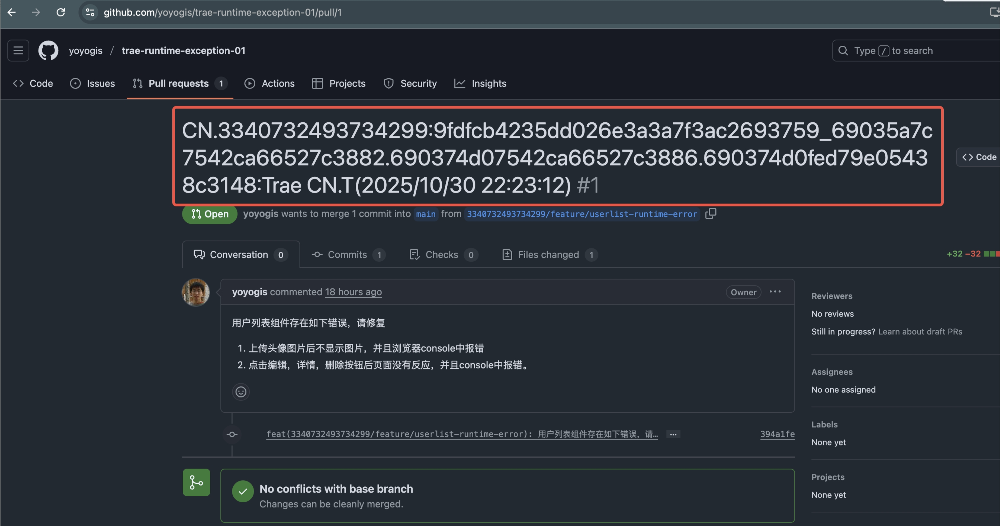 github.com/yoyogis/trae-runtime-exception-01/pull/1
yoyogis / trae-runtime-exception-01
Type / to search
Code Issues Pull requests 1 Actions Projects Security Insights
CN.3340732493734299:9fdfcb4235dd026e3a3a7f3ac2693759_69035a7c
7542ca66527c3882.690374d07542ca66527c3886.690374d0fed79e0543
8c3148:Trae CN.T(2025/10/30 22:23:12) #1
Code
Open yoyogis wants to merge 1 commit into main from 3340732493734299/feature/userlist-runtime-error
Conversation 0 Commits 1 Checks 0 Files changed 1
+32 −32
yoyogis commented 18 hours ago
Owner
用户列表组件存在如下错误，请修复
1. 上传头像图片后不显示图片，并且浏览器console中报错
2. 点击编辑，详情，删除按钮后页面没有反应，并且console中报错。
feat(3340732493734299/feature/userlist-runtime-error): 用户列表组件存在如下错误，请… 394a1fe
No conflicts with base branch
Changes can be cleanly merged.
Reviewers
No reviews
Still in progress? Learn about draft PRs
Assignees
No one assigned
Labels
None yet
Projects
None yet